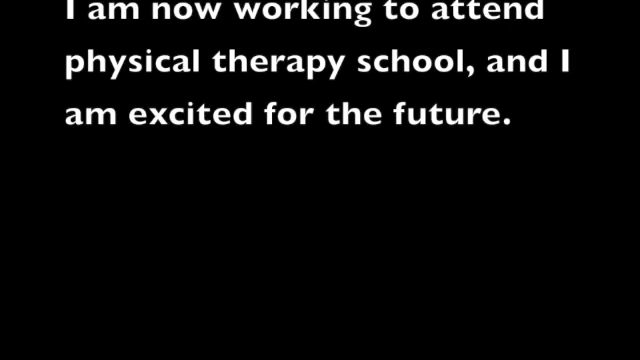 I am now working to attend
physical therapy school, and I
am excited for the future.